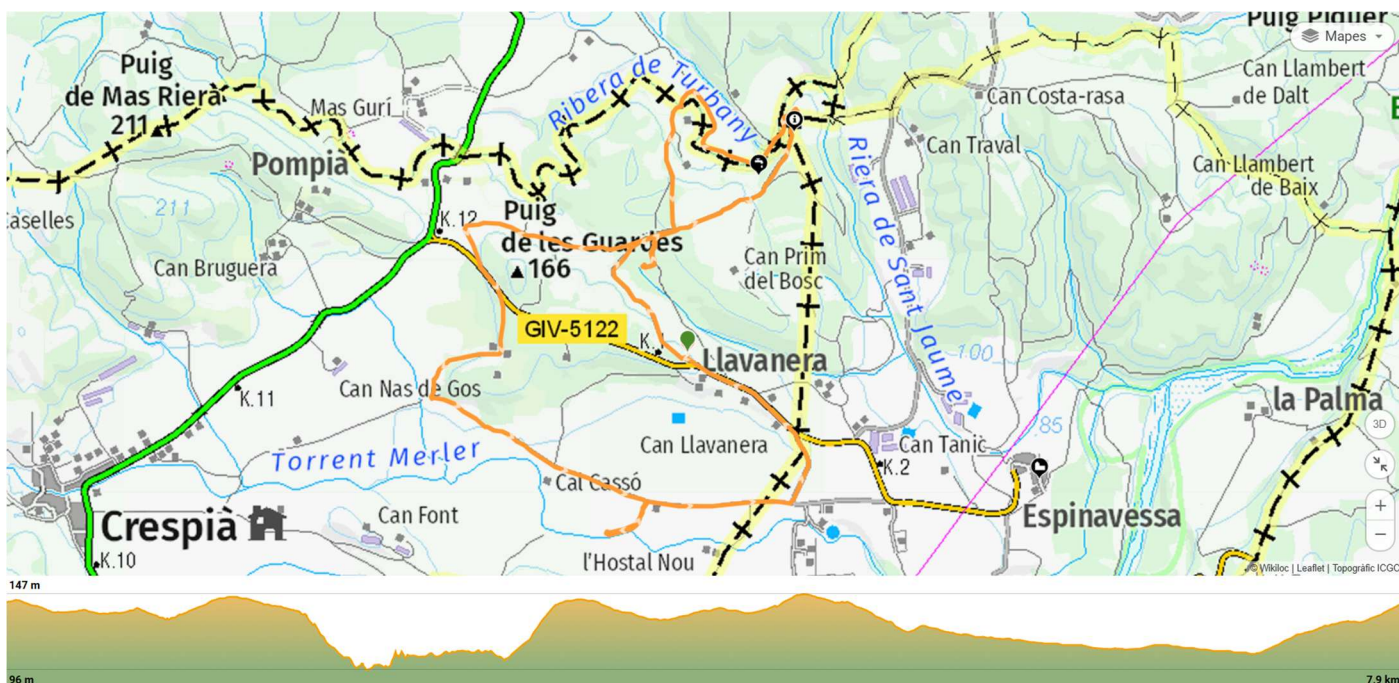 Puig Piquer
Mapes
Puig
de Mas Riera
211
Mas Gurí
Ribera de Turbany
Can Llambert
de Dalt
Can Costa-rasa
Pompià
Riera de Sant Jaume
Can Traval
Can Llambert
de Baix
211
K.12
Puig
de les Guardes
166
Can Bruguera
Can Prim
del Bosc
GIV-5122
K.
Llavanera
100
Can Nas de Gos
K.11
la Palma
3D
Can Llavanera
Can Tanic
85
Torrent Merler
K.2
Cal Cassó
Crespià
Can Font
Espinavessa
l'Hostal Nou
K.10
+
−
© Wikiloc | Leaflet | Topogràfic ICGC
147 m
96 m
7.9 km